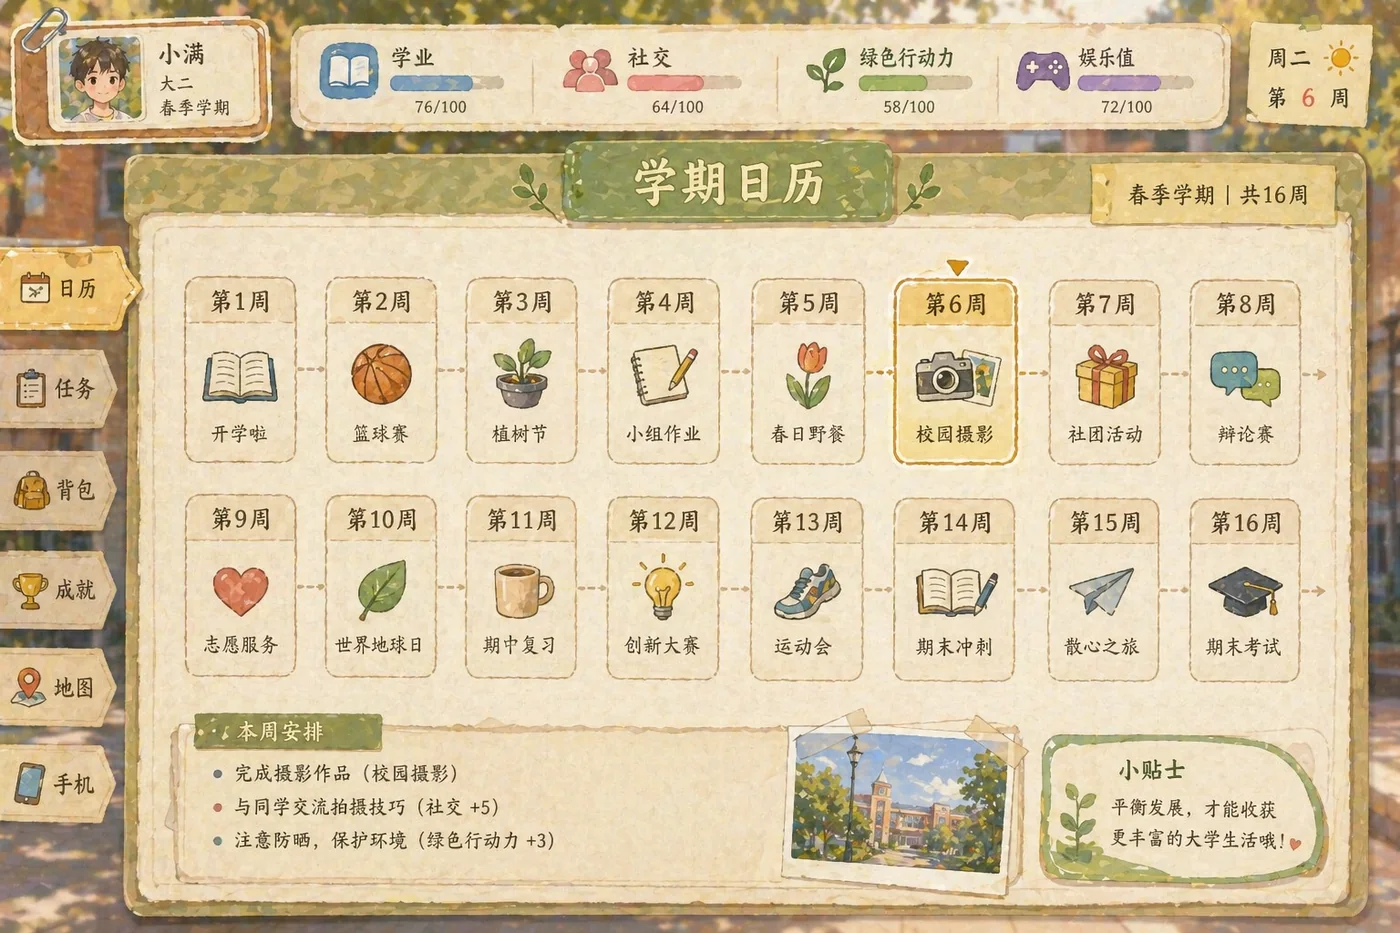 小满
大二
春季学期
学业
76/100
社交
64/100
绿色行动力
58/100
娱乐值
72/100
周二
第 6 周
学期日历
春季学期 | 共16周
日历
任务
背包
成就
地图
手机
第1周
开学啦
第2周
篮球赛
第3周
植树节
第4周
小组作业
第5周
春日野餐
第6周
校园摄影
第7周
社团活动
第8周
辩论赛
第9周
志愿服务
第10周
世界地球日
第11周
期中复习
第12周
创新大赛
第13周
运动会
第14周
期末冲刺
第15周
散心之旅
第16周
期末考试
本周安排
完成摄影作品（校园摄影）
与同学交流拍摄技巧（社交 +5）
注意防晒，保护环境（绿色行动力 +3）
小贴士
平衡发展，才能收获
更丰富的大学生活哦！